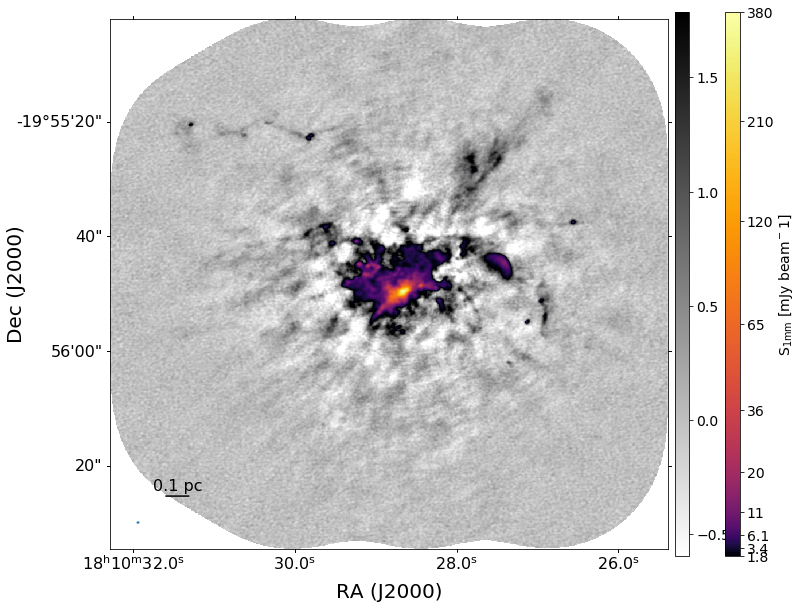 Dec (J2000)
-19°55'20"
40"
56'00"
20"
0.1 pc
18ʰ10ᵐ32.0ˢ
30.0ˢ
28.0ˢ
26.0ˢ
RA (J2000)
1.5
1.0
0.5
0.0
−0.5
380
210
120
65
36
20
11
6.1
3.4
1.8
S₁ₘₘ [mJy beam⁻1]